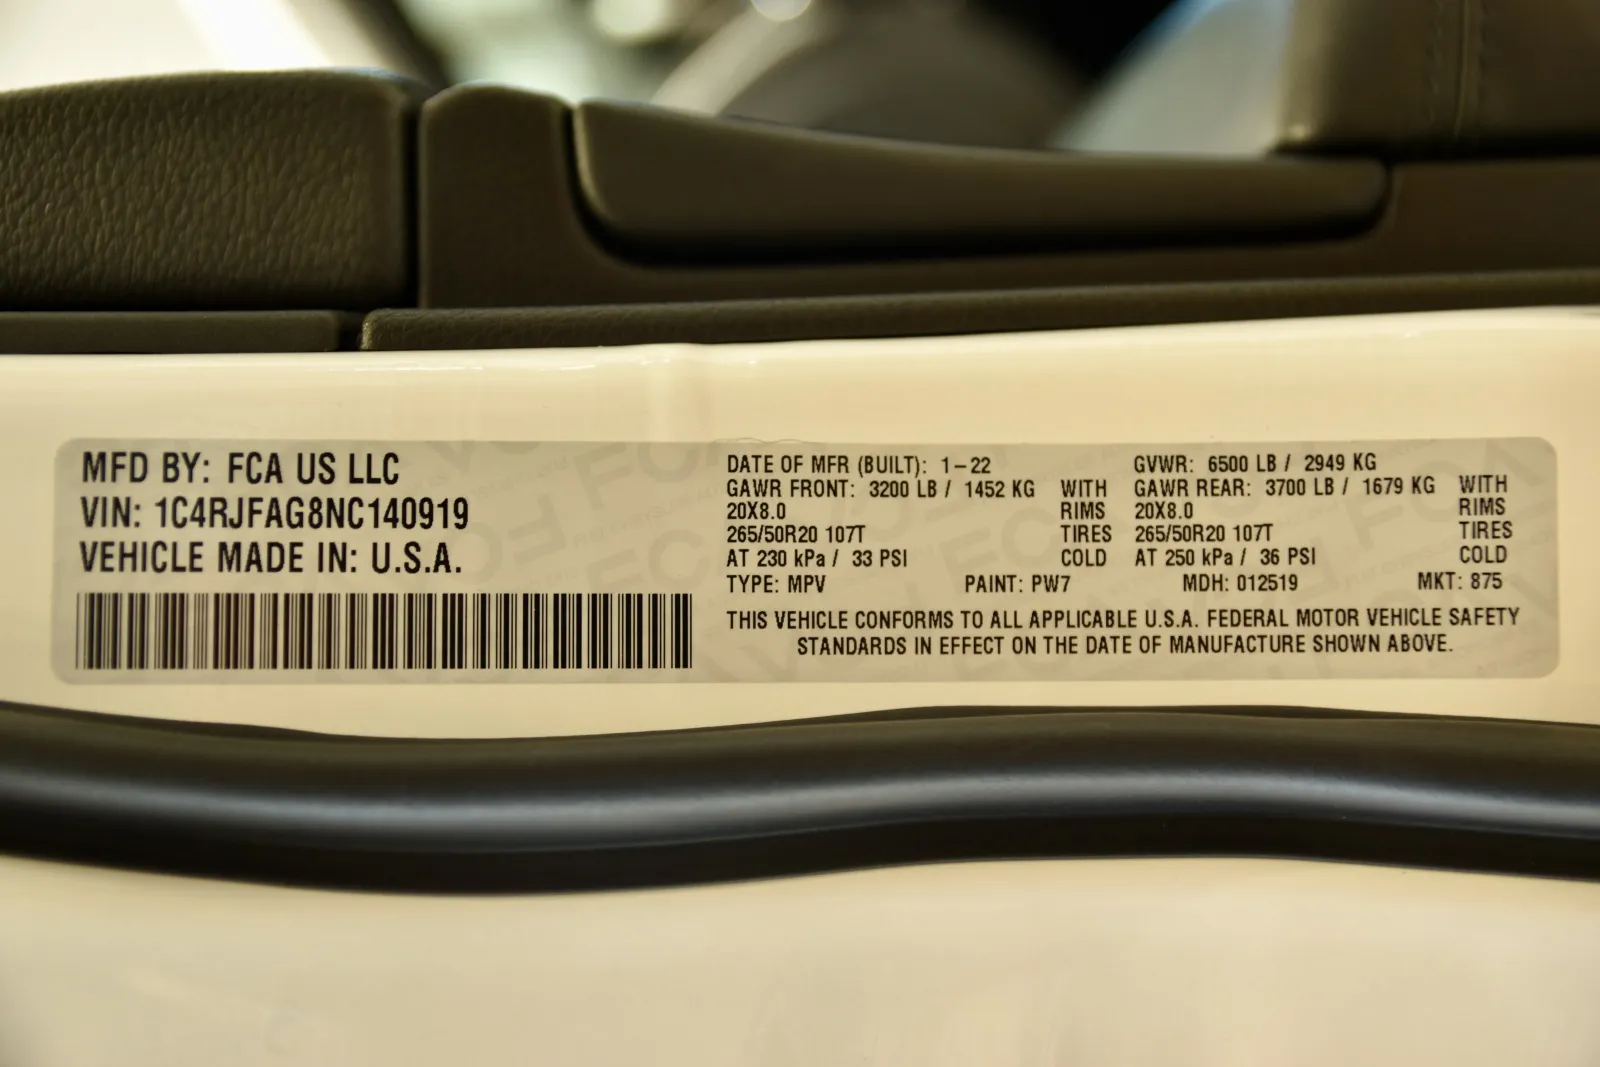 MFD BY: FCA US LLC
VIN: 1C4RJFAG8NC140919
VEHICLE MADE IN: U.S.A.
DATE OF MFR (BUILT): 1-22 GVWR: 6500 LB / 2949 KG
GAWR FRONT: 3200 LB / 1452 KG WITH GAWR REAR: 3700 LB / 1679 KG WITH
20X8.0 RIMS 20X8.0 RIMS
265/50R20 107T TIRES 265/50R20 107T TIRES
AT 230 kPa / 33 PSI COLD AT 250 kPa / 36 PSI COLD
TYPE: MPV PAINT: PW7 MDH: 012519 MKT: 875
THIS VEHICLE CONFORMS TO ALL APPLICABLE U.S.A. FEDERAL MOTOR VEHICLE SAFETY
STANDARDS IN EFFECT ON THE DATE OF MANUFACTURE SHOWN ABOVE.